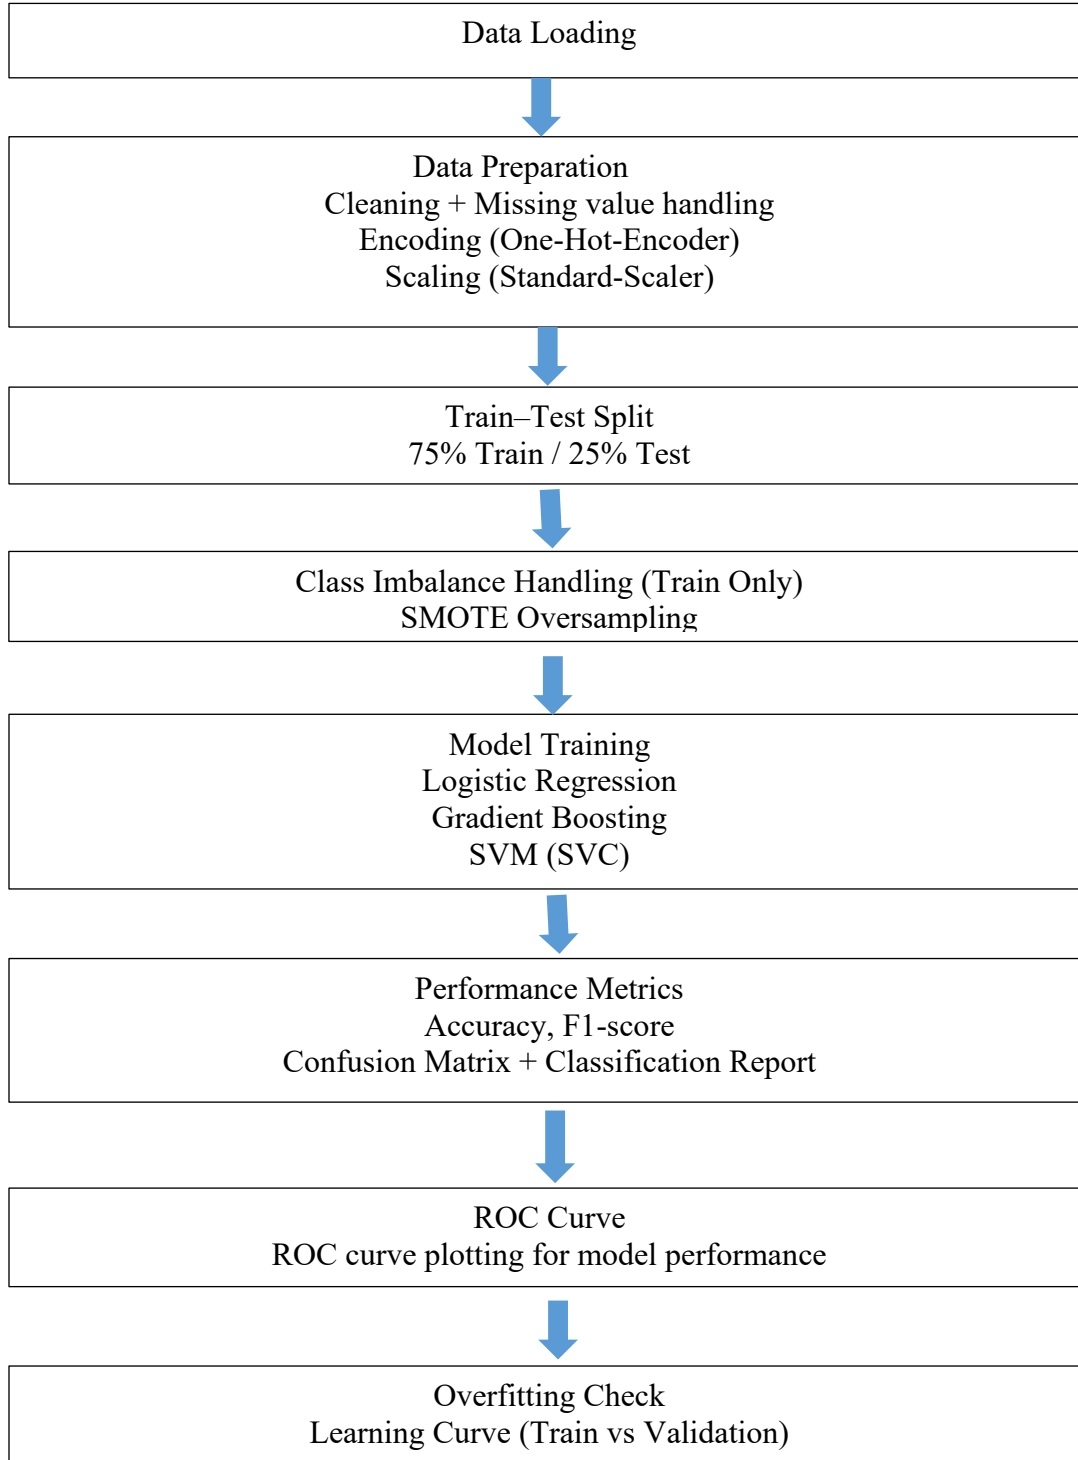 Data Loading
Data Preparation
Cleaning + Missing value handling
Encoding (One-Hot-Encoder)
Scaling (Standard-Scaler)
Train–Test Split
75% Train / 25% Test
Class Imbalance Handling (Train Only)
SMOTE Oversampling
Model Training
Logistic Regression
Gradient Boosting
SVM (SVC)
Performance Metrics
Accuracy, F1-score
Confusion Matrix + Classification Report
ROC Curve
ROC curve plotting for model performance
Overfitting Check
Learning Curve (Train vs Validation)